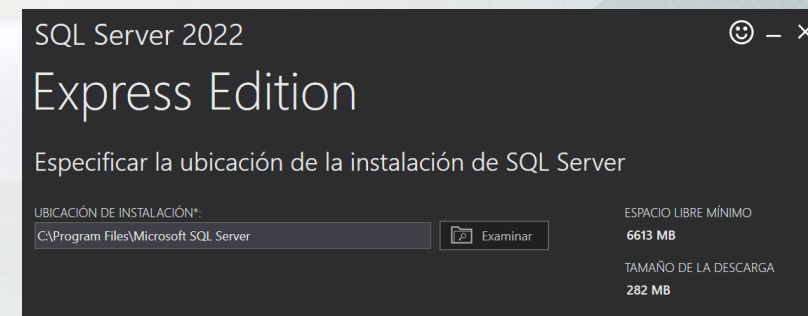 SQL Server 2022
Express Edition
Especificar la ubicación de la instalación de SQL Server
UBICACIÓN DE INSTALACIÓN*:
C:\Program Files\Microsoft SQL Server
Examinar
ESPACIO LIBRE MÍNIMO
6613 MB
TAMAÑO DE LA DESCARGA
282 MB